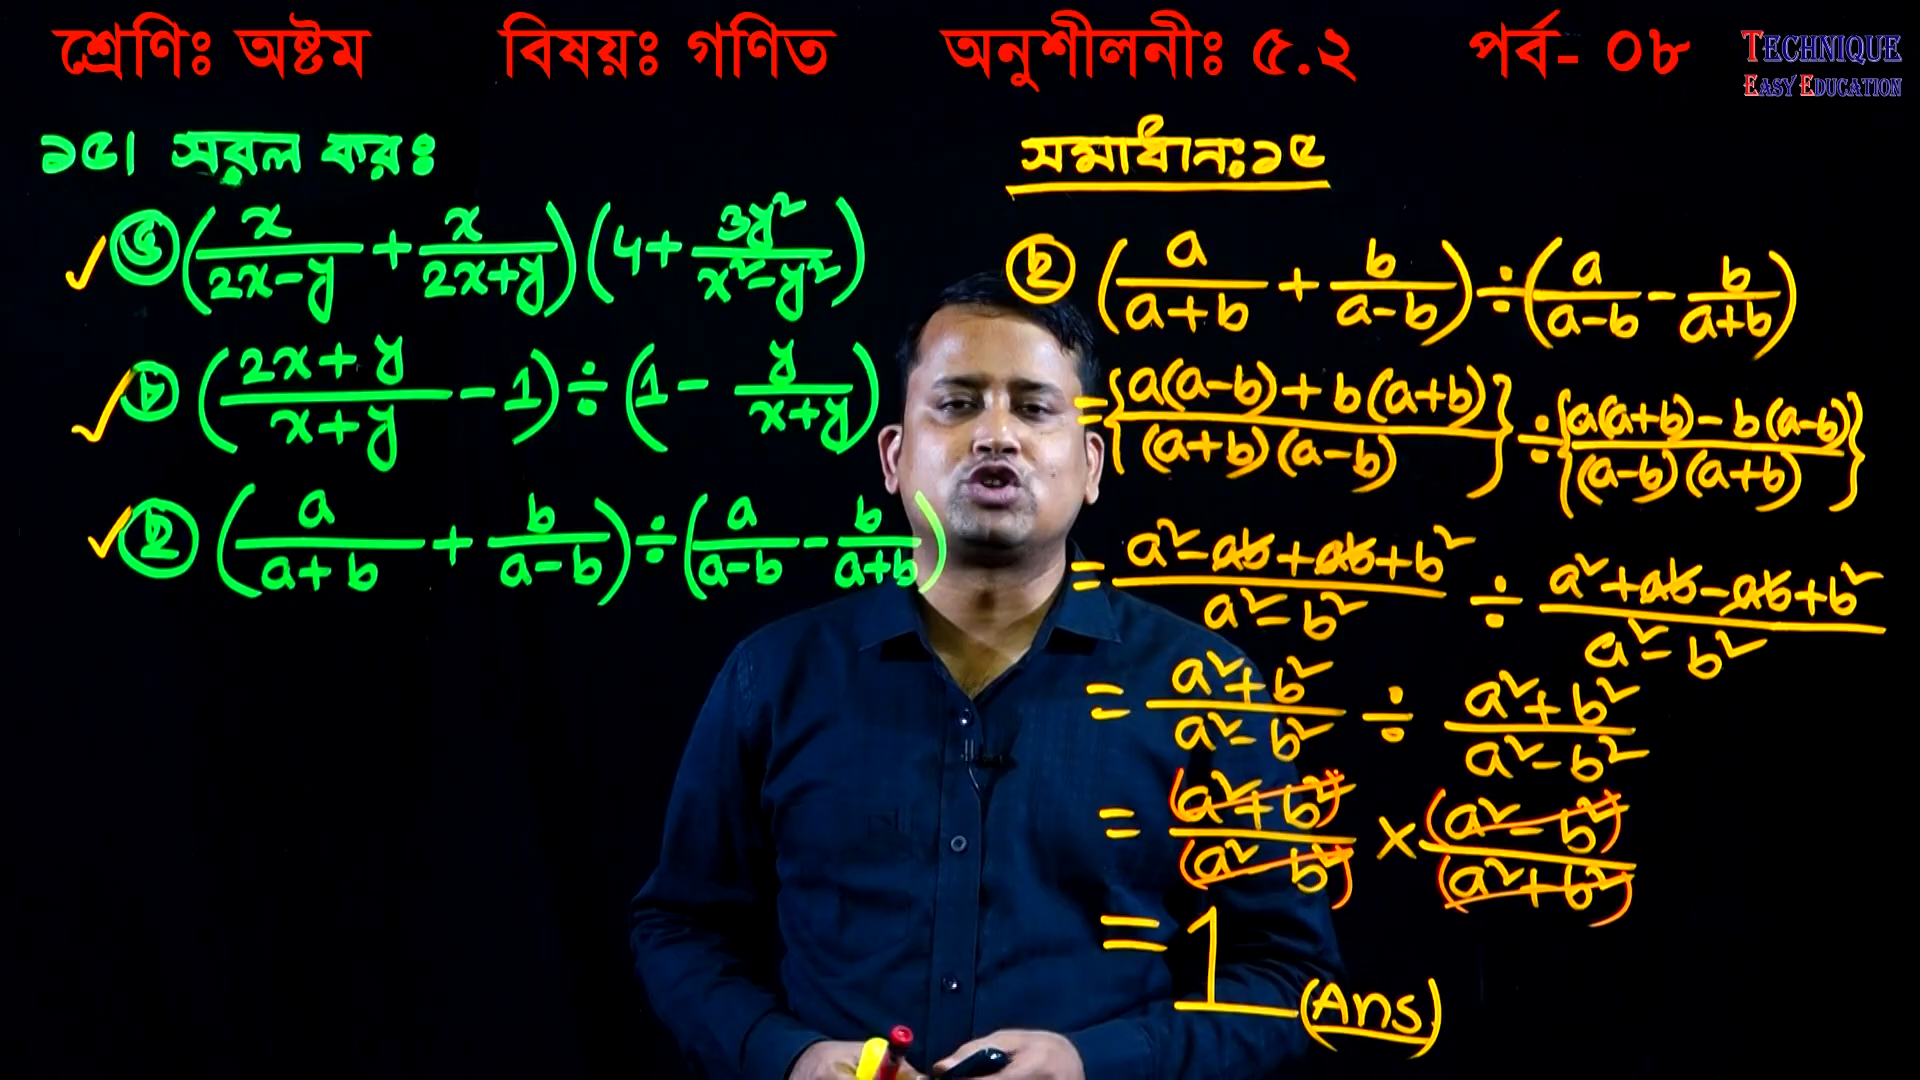 শ্রেণিঃ অষ্টম বিষয়ঃ গণিত অনুশীলনীঃ ৫.২ পর্ব- ০৮
TECHNIQUE
EASY EDUCATION
১৫। সরল করঃ
ঙ (x/(2x-y) + x/(2x+y)) (4 + 3y²/(x²-y²))
চ ((2x+y)/(x+y) - 1) ÷ (1 - y/(x+y))
ছ (a/(a+b) + b/(a-b)) ÷ (a/(a-b) - b/(a+b))
সমাধানঃ১৫
ছ (a/(a+b) + b/(a-b)) ÷ (a/(a-b) - b/(a+b))
= {(a(a-b) + b(a+b))/((a+b)(a-b))} ÷ {(a(a+b) - b(a-b))/((a-b)(a+b))}
= (a²-ab+ab+b²)/(a²-b²) ÷ (a²+ab-ab+b²)/(a²-b²)
= (a²+b²)/(a²-b²) ÷ (a²+b²)/(a²-b²)
= (a²+b²)/(a²-b²) × (a²-b²)/(a²+b²)
= 1 (Ans)